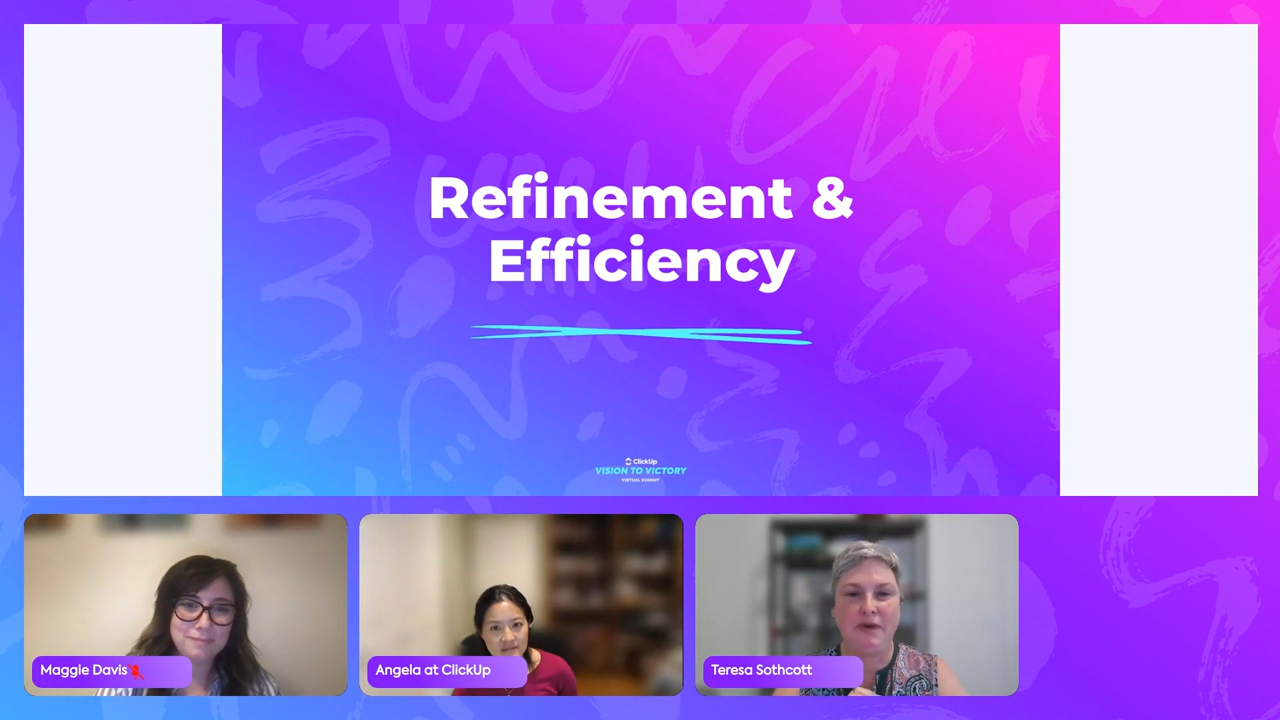 Refinement &
Efficiency
ClickUp
VISION TO VICTORY
VIRTUAL SUMMIT
Maggie Davis
Angela at ClickUp
Teresa Sothcott